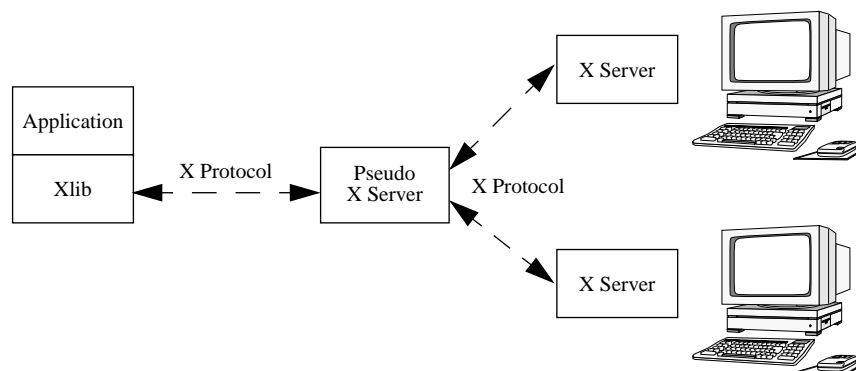 Application
Xlib
X Protocol
Pseudo
X Server
X Protocol
X Server
X Server